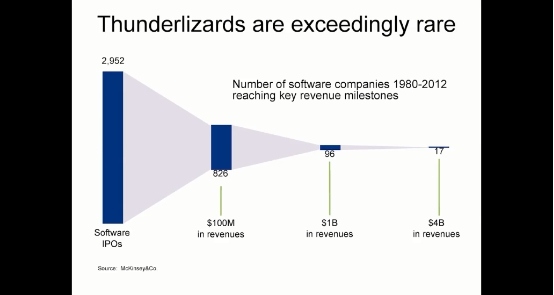 Thunderlizards are exceedingly rare
2,952
Number of software companies 1980-2012
reaching key revenue milestones
826
96
17
Software
IPOs
$100M
in revenues
$1B
in revenues
$4B
in revenues
Source: McKinsey&Co